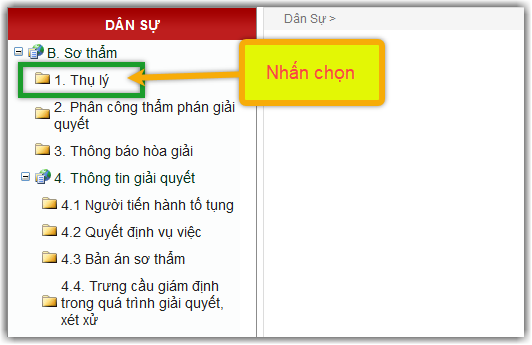 DÂN SỰ
Dân Sự >
B. Sơ thẩm
1. Thụ lý
Nhấn chọn
2. Phân công thẩm phán giải
quyết
3. Thông báo hòa giải
4. Thông tin giải quyết
4.1 Người tiến hành tố tụng
4.2 Quyết định vụ việc
4.3 Bản án sơ thẩm
4.4. Trưng cầu giám định
trong quá trình giải quyết,
xét xử